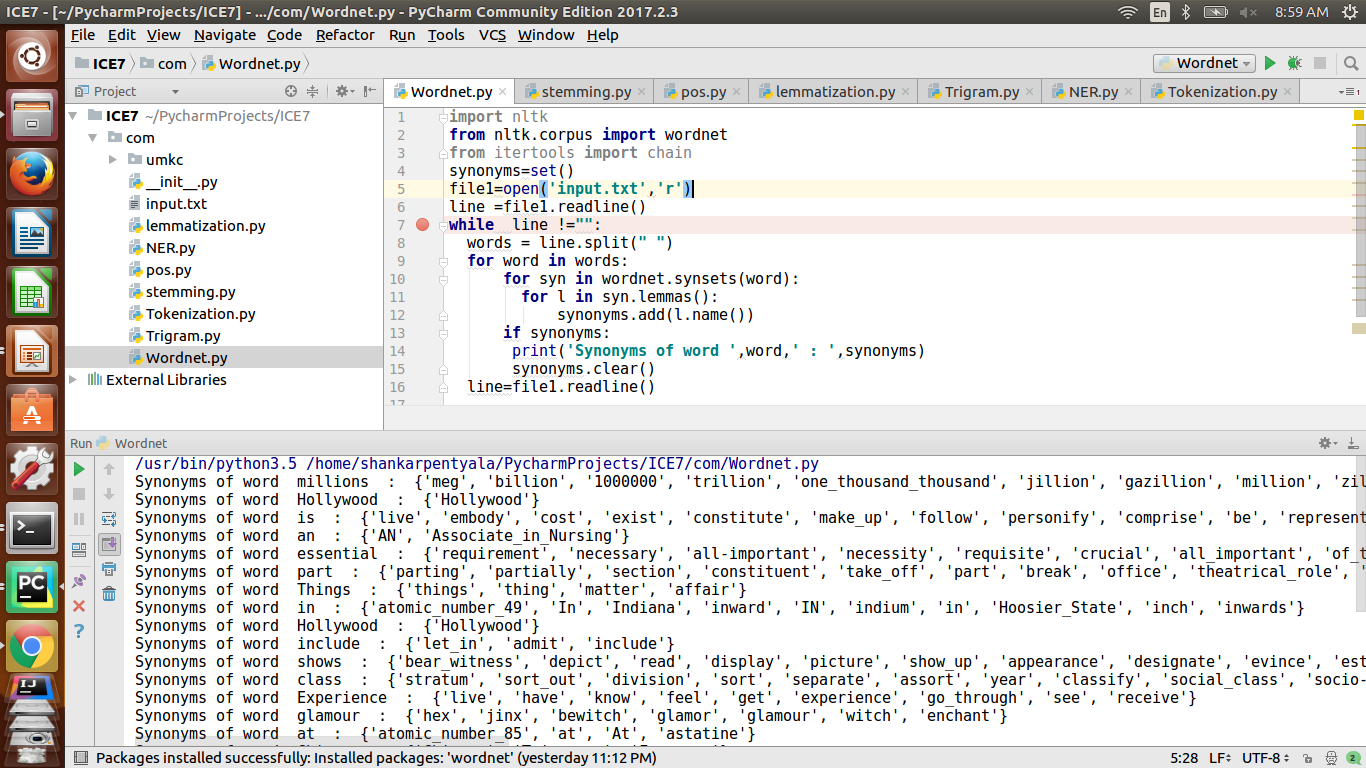 ICE7 - [~/PycharmProjects/ICE7] - .../com/Wordnet.py - PyCharm Community Edition 2017.2.3
En
8:59 AM
File Edit View Navigate Code Refactor Run Tools VCS Window Help
ICE7 com Wordnet.py
Wordnet
Project
Wordnet.py stemming.py pos.py lemmatization.py Trigram.py NER.py Tokenization.py
ICE7 ~/PycharmProjects/ICE7
com
umkc
__init__.py
input.txt
lemmatization.py
NER.py
pos.py
stemming.py
Tokenization.py
Trigram.py
Wordnet.py
External Libraries
1 import nltk
2 from nltk.corpus import wordnet
3 from itertools import chain
4 synonyms=set()
5 file1=open('input.txt','r')
6 line =file1.readline()
7 while  line !="":
8 words = line.split(" ")
9 for word in words:
10 for syn in wordnet.synsets(word):
11 for l in syn.lemmas():
12 synonyms.add(l.name())
13 if synonyms:
14 print('Synonyms of word ',word,' : ',synonyms)
15 synonyms.clear()
16 line=file1.readline()
17
Run Wordnet
/usr/bin/python3.5 /home/shankarpentyala/PycharmProjects/ICE7/com/Wordnet.py
Synonyms of word  millions  :  {'meg', 'billion', '1000000', 'trillion', 'one_thousand_thousand', 'jillion', 'gazillion', 'million', 'zil
Synonyms of word  Hollywood  :  {'Hollywood'}
Synonyms of word  is  :  {'live', 'embody', 'cost', 'exist', 'constitute', 'make_up', 'follow', 'personify', 'comprise', 'be', 'represent
Synonyms of word  an  :  {'AN', 'Associate_in_Nursing'}
Synonyms of word  essential  :  {'requirement', 'necessary', 'all-important', 'necessity', 'requisite', 'crucial', 'all_important', 'of_t
Synonyms of word  part  :  {'parting', 'partially', 'section', 'constituent', 'take_off', 'part', 'break', 'office', 'theatrical_role', '
Synonyms of word  Things  :  {'things', 'thing', 'matter', 'affair'}
Synonyms of word  in  :  {'atomic_number_49', 'In', 'Indiana', 'inward', 'IN', 'indium', 'in', 'Hoosier_State', 'inch', 'inwards'}
Synonyms of word  Hollywood  :  {'Hollywood'}
Synonyms of word  include  :  {'let_in', 'admit', 'include'}
Synonyms of word  shows  :  {'bear_witness', 'depict', 'read', 'display', 'picture', 'show_up', 'appearance', 'designate', 'evince', 'est
Synonyms of word  class  :  {'stratum', 'sort_out', 'division', 'sort', 'separate', 'assort', 'year', 'classify', 'social_class', 'socio-
Synonyms of word  Experience  :  {'live', 'have', 'know', 'feel', 'get', 'experience', 'go_through', 'see', 'receive'}
Synonyms of word  glamour  :  {'hex', 'jinx', 'bewitch', 'glamor', 'glamour', 'witch', 'enchant'}
Synonyms of word  at  :  {'atomic_number_85', 'at', 'At', 'astatine'}
Packages installed successfully: Installed packages: 'wordnet' (yesterday 11:12 PM)
5:28 LF UTF-8 2